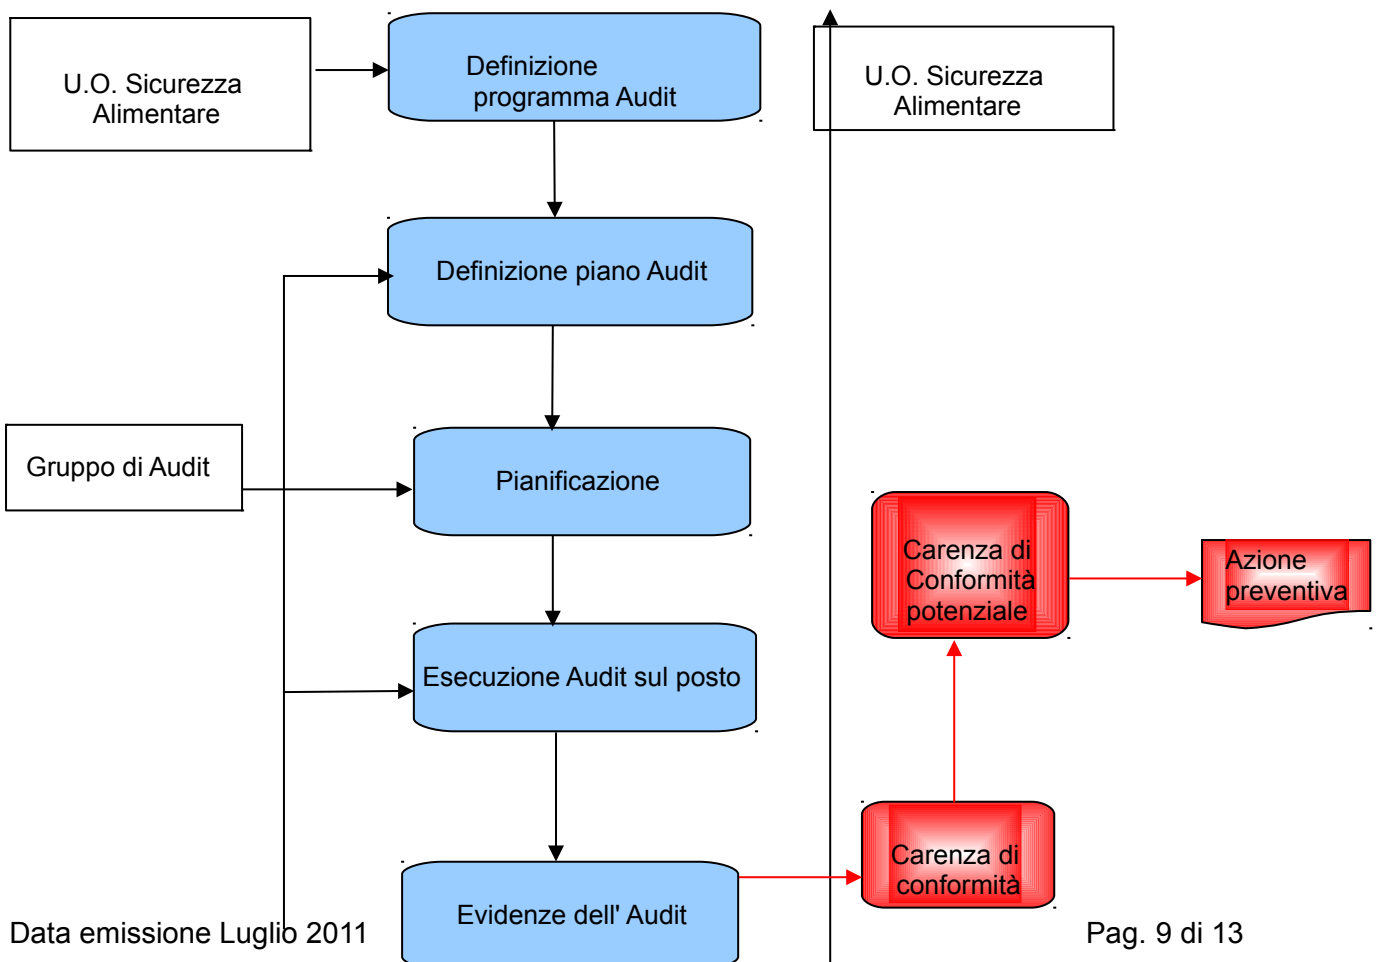 U.O. Sicurezza
Alimentare
Definizione
programma Audit
U.O. Sicurezza
Alimentare
Definizione piano Audit
Gruppo di Audit
Pianificazione
Carenza di
Conformità
potenziale
Azione
preventiva
Esecuzione Audit sul posto
Carenza di
conformità
Evidenze dell' Audit
Data emissione Luglio 2011
Pag. 9 di 13